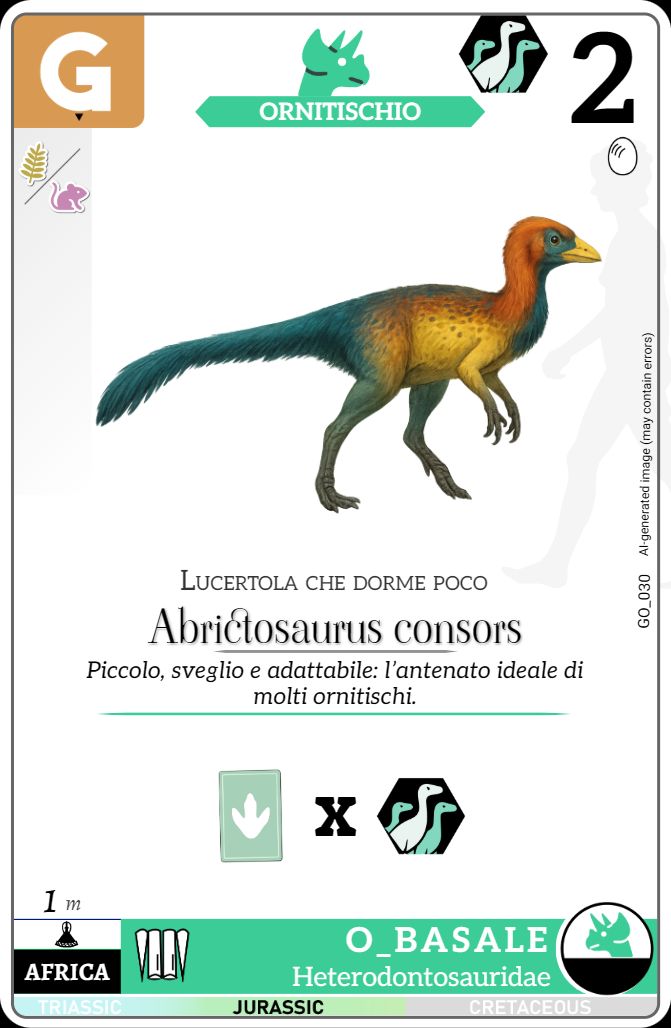 G
ORNITISCHIO
2
LUCERTOLA CHE DORME POCO
Abrictosaurus consors
Piccolo, sveglio e adattabile: l'antenato ideale di
molti ornitischi.
GO_030 AI-generated image (may contain errors)
X
1 m
AFRICA
O_BASALE
Heterodontosauridae
TRIASSIC JURASSIC CRETACEOUS